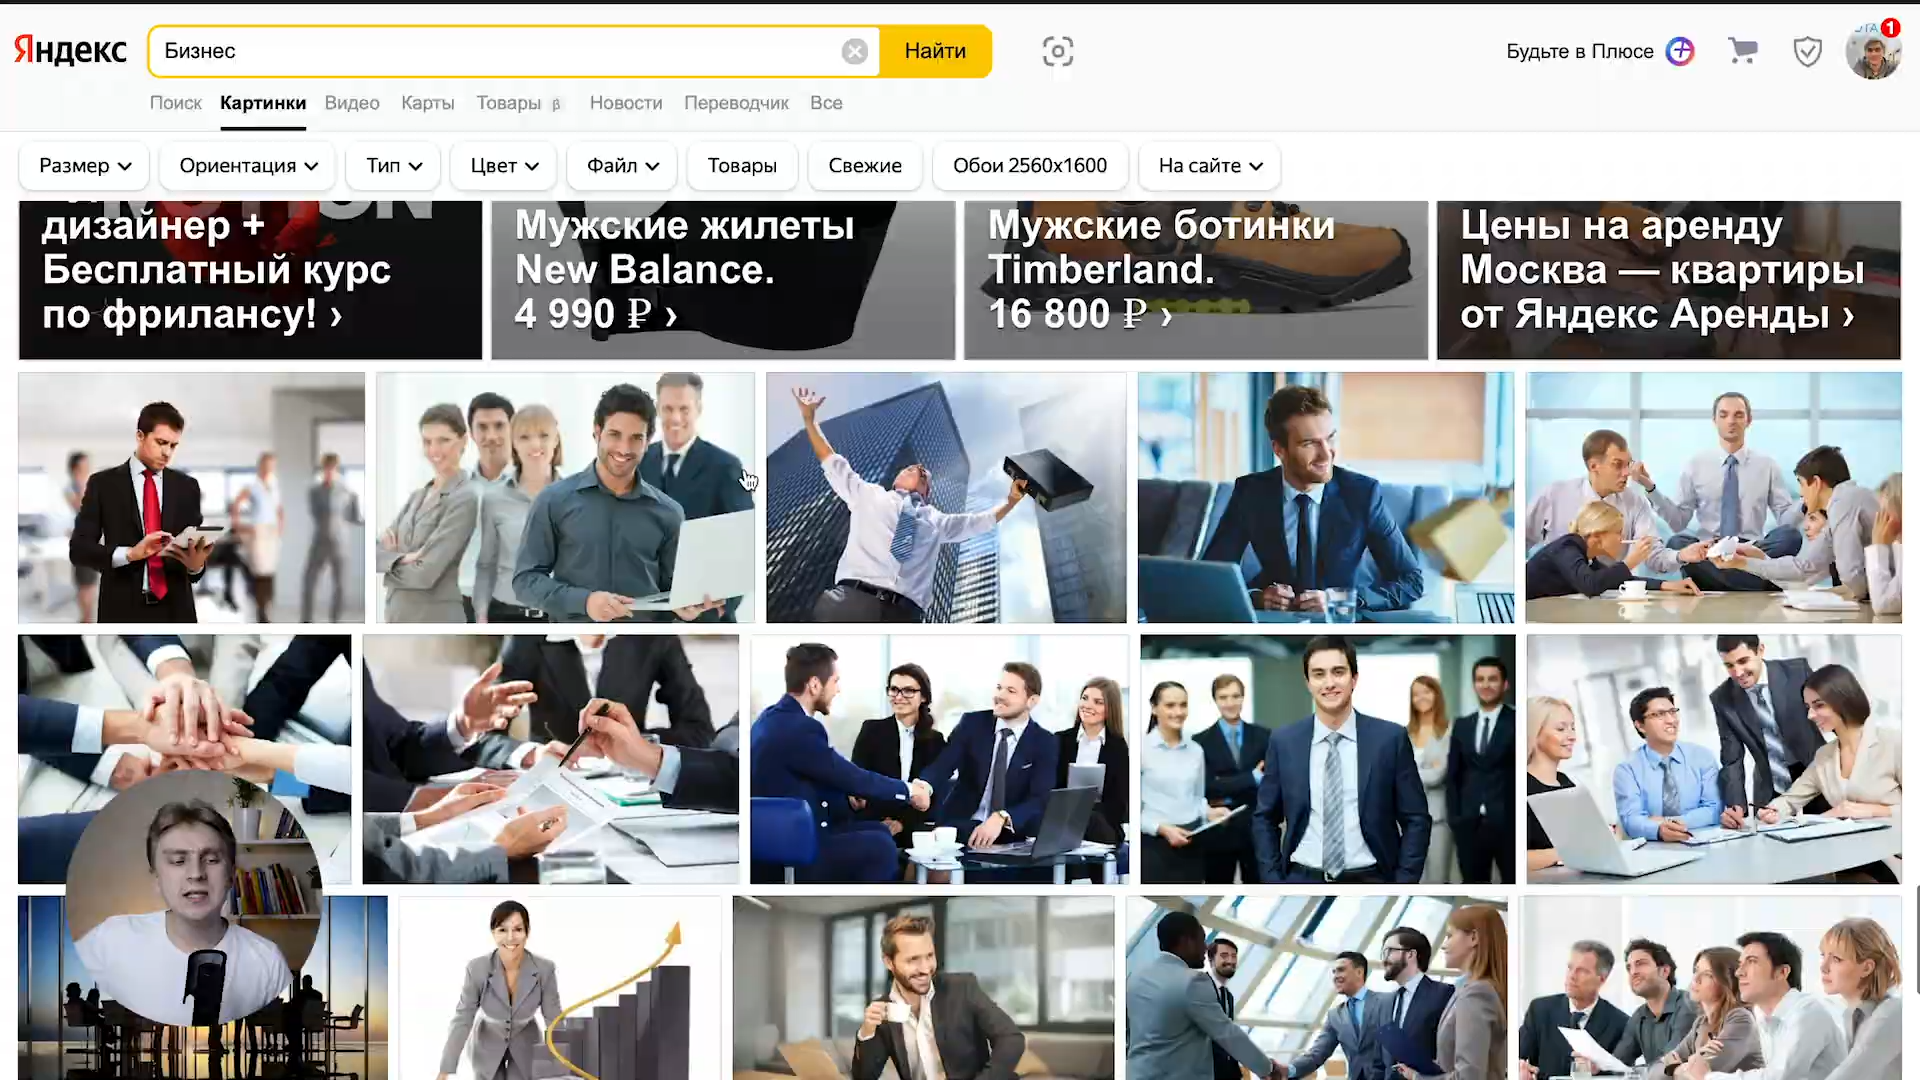 Яндекс
Бизнес
Найти
Будьте в Плюсе
1
Поиск Картинки Видео Карты Товары β Новости Переводчик Все
Размер Ориентация Тип Цвет Файл Товары Свежие Обои 2560x1600 На сайте
дизайнер +
Бесплатный курс
по фрилансу! ›
Мужские жилеты
New Balance.
4 990 ₽ ›
Мужские ботинки
Timberland.
16 800 ₽ ›
Цены на аренду
Москва — квартиры
от Яндекс Аренды ›